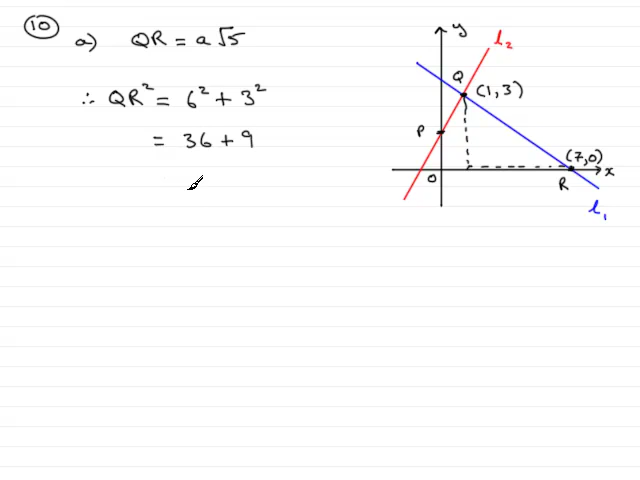 10
a) QR = a√5
∴ QR² = 6² + 3²
= 36 + 9
y
l₂
Q
(1,3)
P
(7,0)
O
R
x
l₁